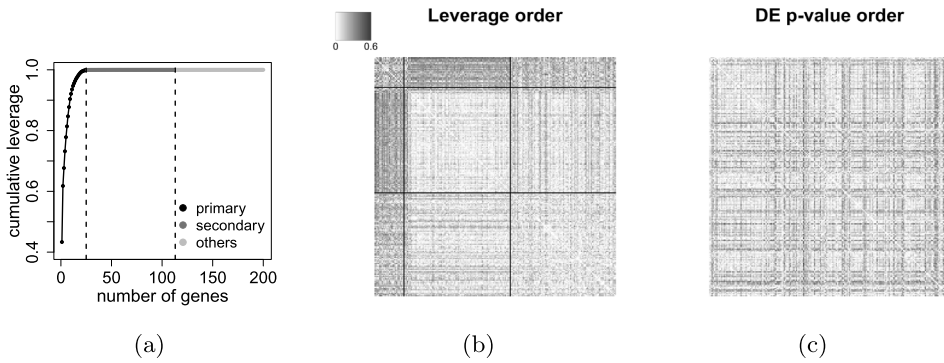 Leverage order
DE p-value order
0 0.6
cumulative leverage
1.0
0.8
0.6
0.4
primary
secondary
others
0 50 100 150 200
number of genes
(a) (b) (c)